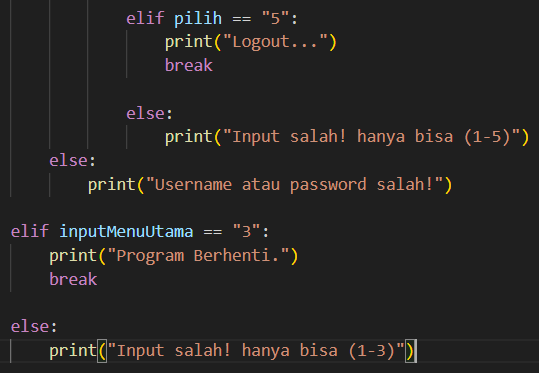 elif pilih == "5":
print("Logout...")
break
else:
print("Input salah! hanya bisa (1-5)")
else:
print("Username atau password salah!")
elif inputMenuUtama == "3":
print("Program Berhenti.")
break
else:
print("Input salah! hanya bisa (1-3)")